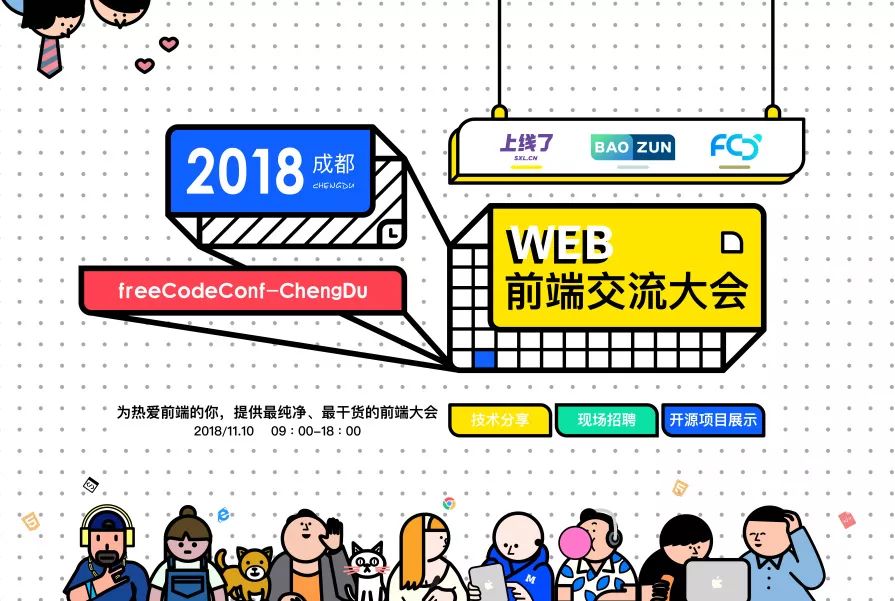 上线了
SXL.CN
BAO ZUN
FCC
2018 成都
CHENGDU
WEB
前端交流大会
freeCodeConf-ChengDu
为热爱前端的你，提供最纯净、最干货的前端大会
2018/11.10 09：00-18：00
技术分享
现场招聘
开源项目展示
M